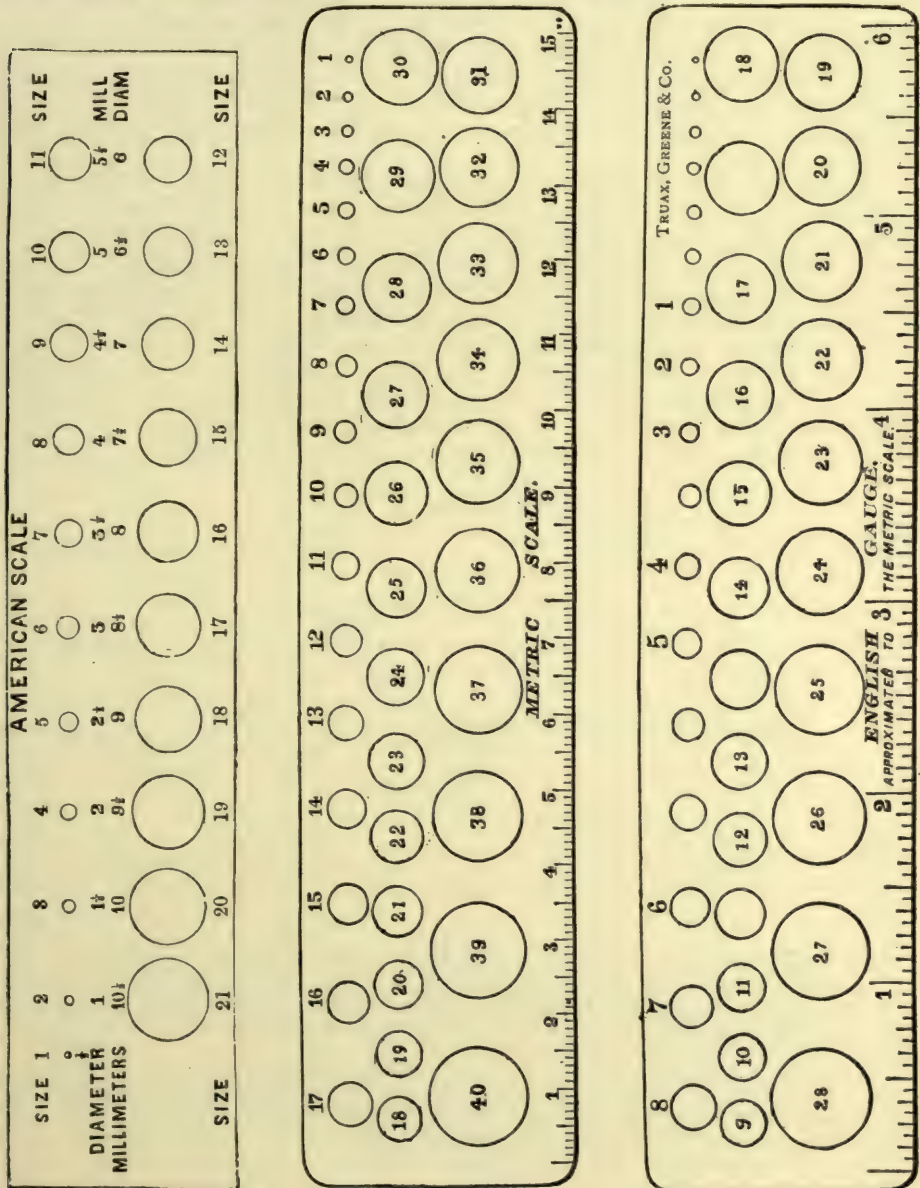 AMERICAN SCALE
SIZE 1 2 3 4 5 6 7 8 9 10 11 SIZE
½
DIAMETER 1 1½ 2 2½ 3 3½ 4 4½ 5 5½ MILL
MILLIMETERS 10½ 10 9½ 9 8½ 8 7½ 7 6½ 6 DIAM
SIZE 21 20 19 18 17 16 15 14 13 12 SIZE
17 16 15 14 13 12 11 10 9 8 7 6 5 4 3 2 1
18 19 20 21 22 23 24 25 26 27 28 29 30
40 39 38 37 36 35 34 33 32 31
METRIC SCALE.
1 2 3 4 5 6 7 8 9 10 11 12 13 14 15
TRUAX, GREENE & Co.
8 7 6 5 4 3 2 1
9 10 11 12 13 14 15 16 17 18
28 27 26 25 24 23 22 21 20 19
ENGLISH GAUGE.
APPROXIMATED TO THE METRIC SCALE.
1 2 3 4 5 6